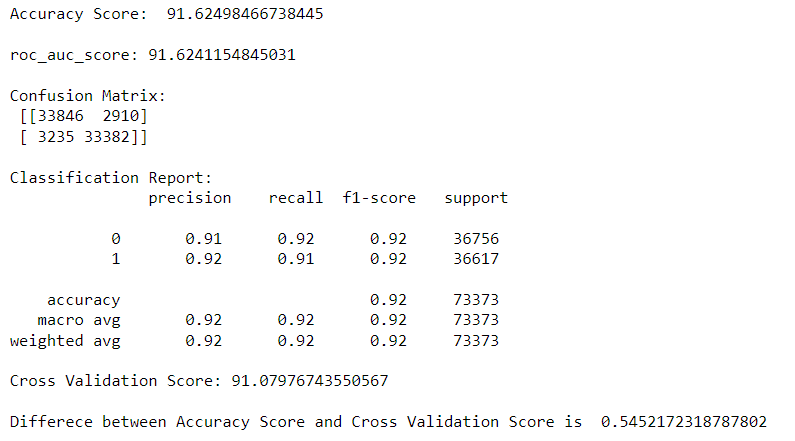 Accuracy Score:  91.62498466738445
roc_auc_score: 91.6241154845031
Confusion Matrix:
[[33846  2910]
[ 3235 33382]]
Classification Report:
precision    recall  f1-score   support
0       0.91      0.92      0.92     36756
1       0.92      0.91      0.92     36617
accuracy                           0.92     73373
macro avg       0.92      0.92      0.92     73373
weighted avg       0.92      0.92      0.92     73373
Cross Validation Score: 91.07976743550567
Differece between Accuracy Score and Cross Validation Score is  0.5452172318787802